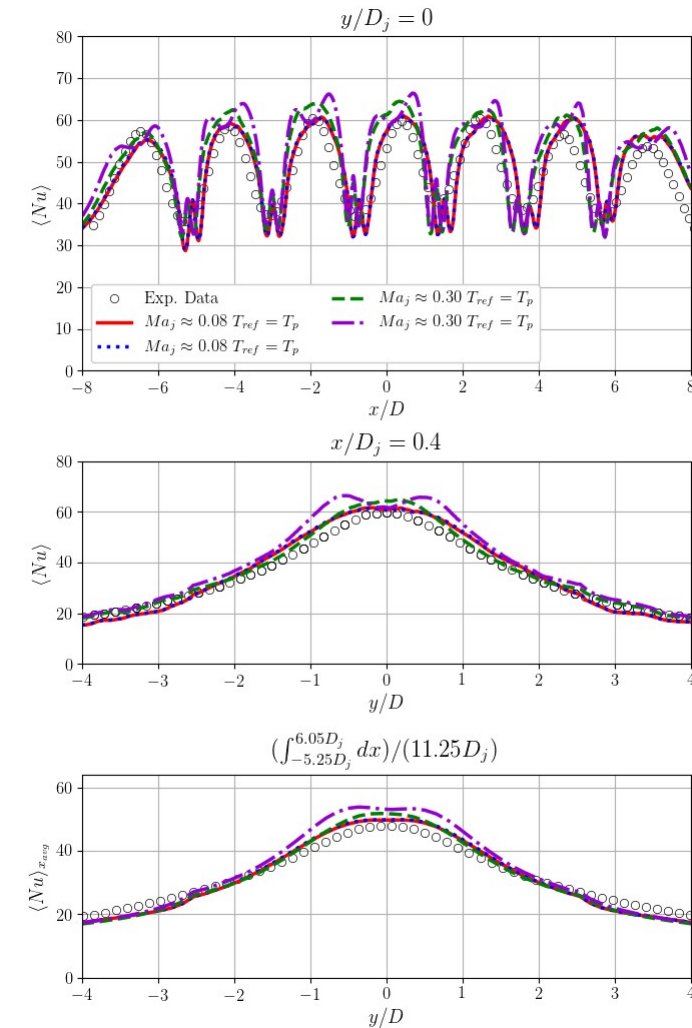 y/D_j = 0
80
70
60
50
40
30
20
10
0
⟨Nu⟩
Exp. Data
Ma_j ≈ 0.08 T_ref = T_p
Ma_j ≈ 0.08 T_ref = T_p
Ma_j ≈ 0.30 T_ref = T_p
Ma_j ≈ 0.30 T_ref = T_p
−8 −6 −4 −2 0 2 4 6 8
x/D
x/D_j = 0.4
80
60
40
20
0
⟨Nu⟩
−4 −3 −2 −1 0 1 2 3 4
y/D
(∫_{−5.25D_j}^{6.05D_j} dx)/(11.25D_j)
60
40
20
0
⟨Nu⟩_{x_avg}
−4 −3 −2 −1 0 1 2 3 4
y/D